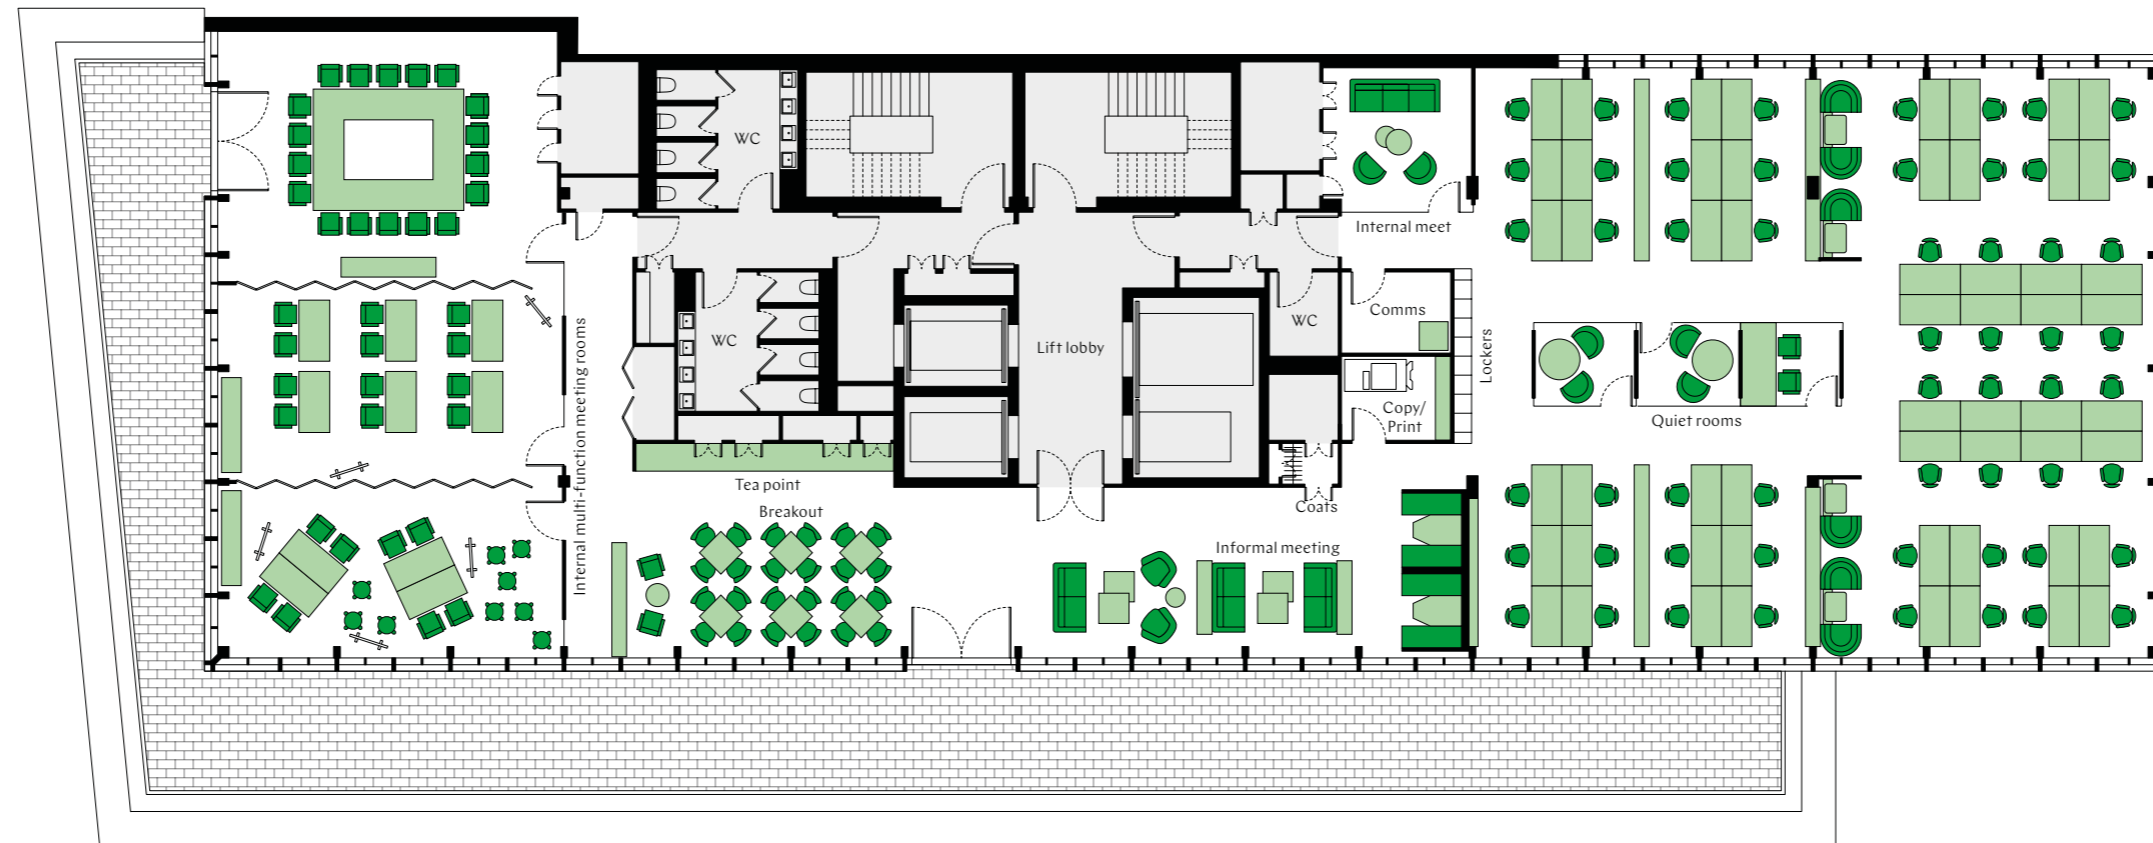 WC
Internal meet
Internal multi-function meeting rooms
WC
Lift lobby
WC
Comms
Lockers
Copy/
Print
Quiet rooms
Tea point
Breakout
Coats
Informal meeting